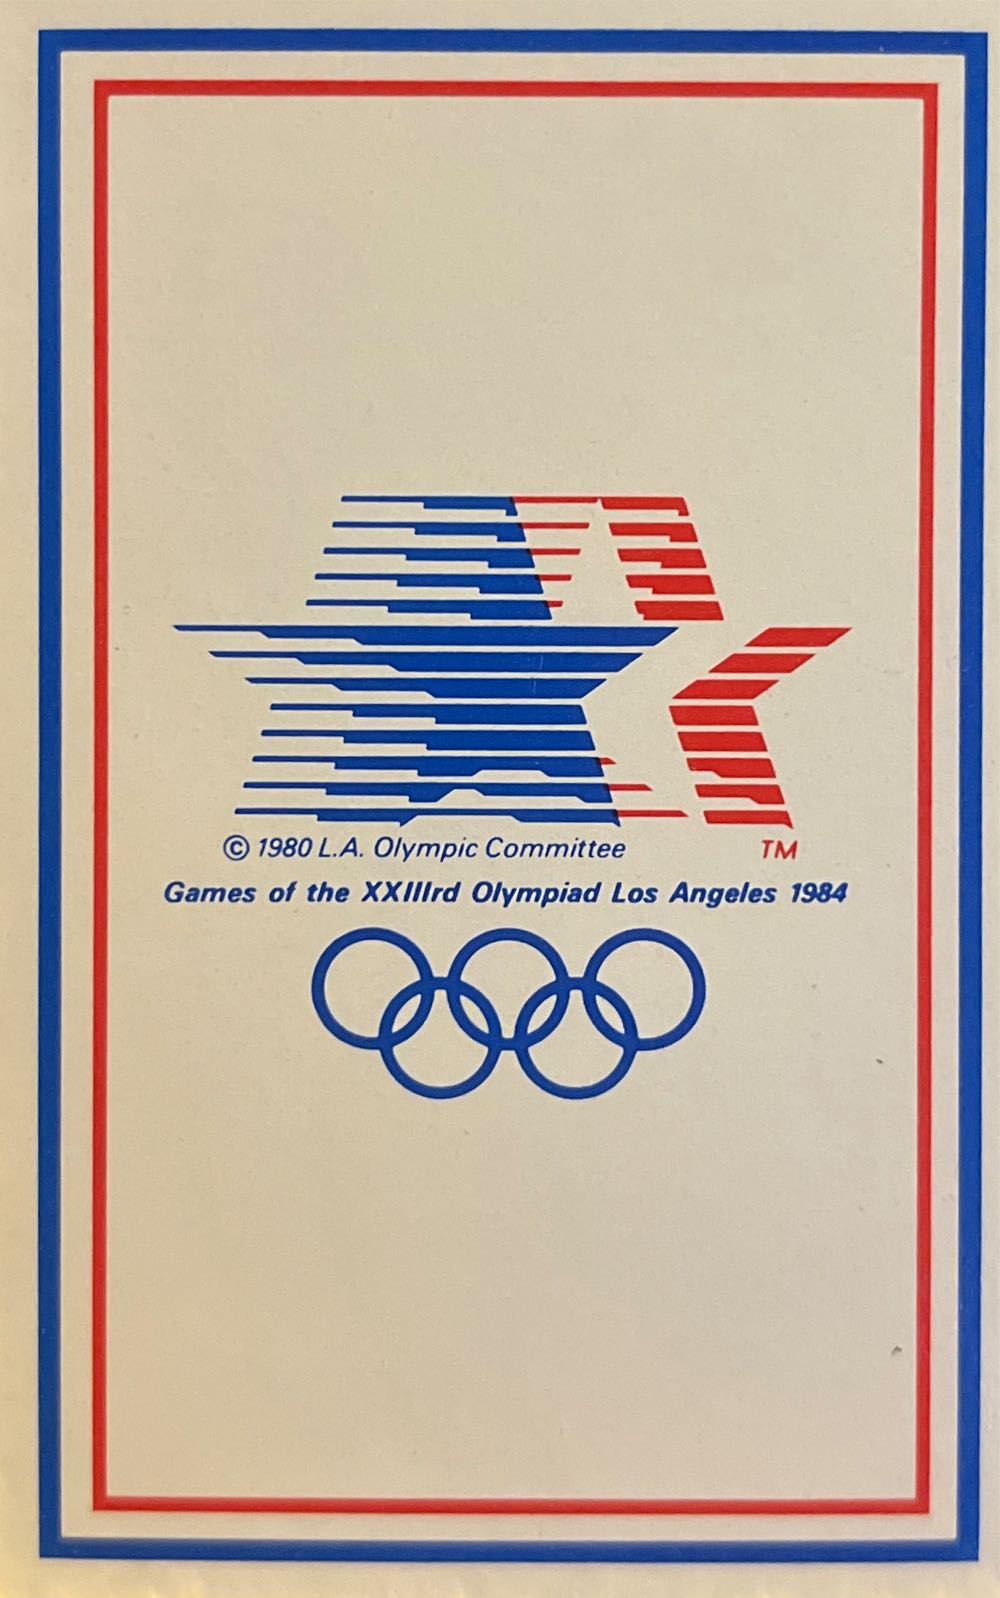 © 1980 L.A. Olympic Committee TM
Games of the XXIIIrd Olympiad Los Angeles 1984